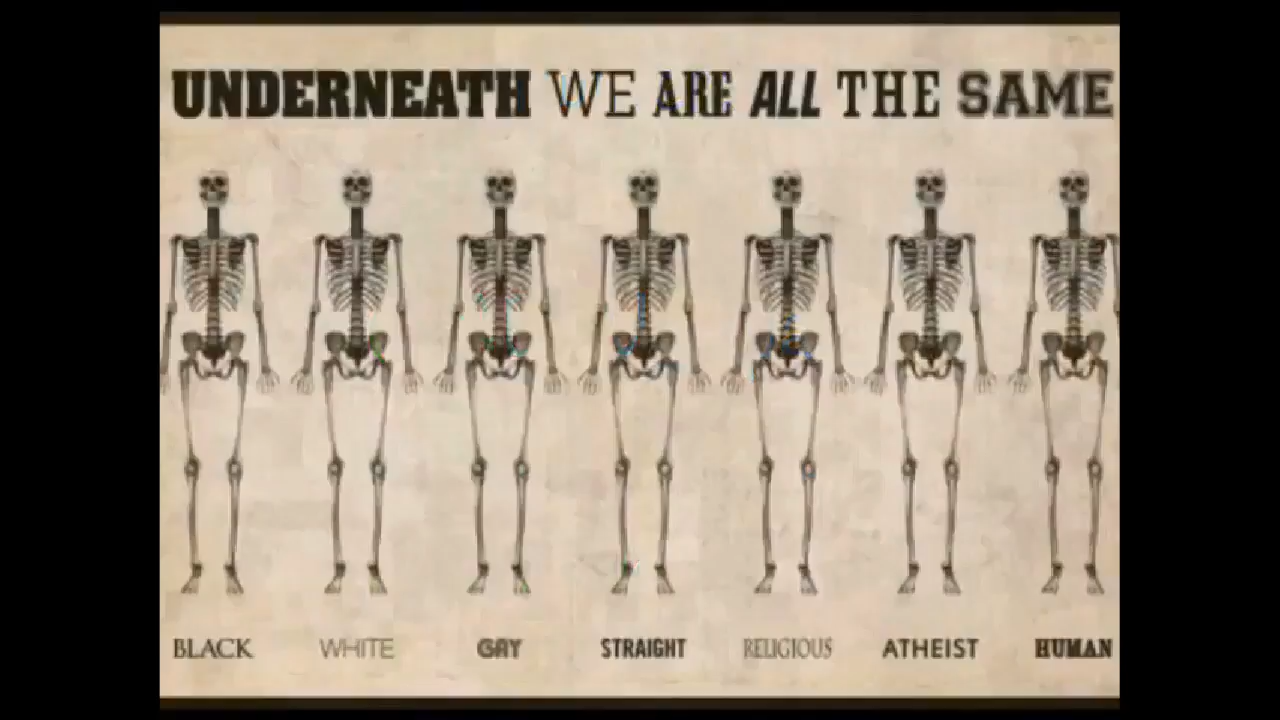 UNDERNEATH WE ARE ALL THE SAME
BLACK WHITE GAY STRAIGHT RELIGIOUS ATHEIST HUMAN